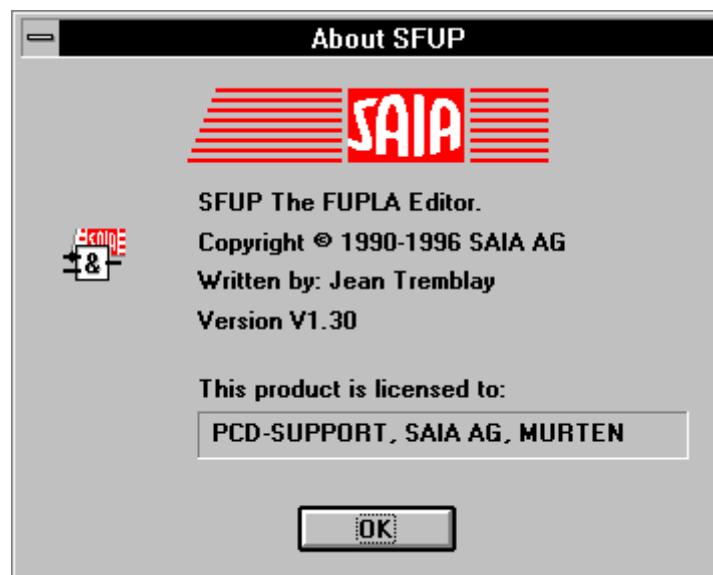 About SFUP
SAIA
SFUP The FUPLA Editor.
Copyright © 1990-1996 SAIA AG
SAIA
&
Written by: Jean Tremblay
Version V1.30
This product is licensed to:
PCD-SUPPORT, SAIA AG, MURTEN
OK